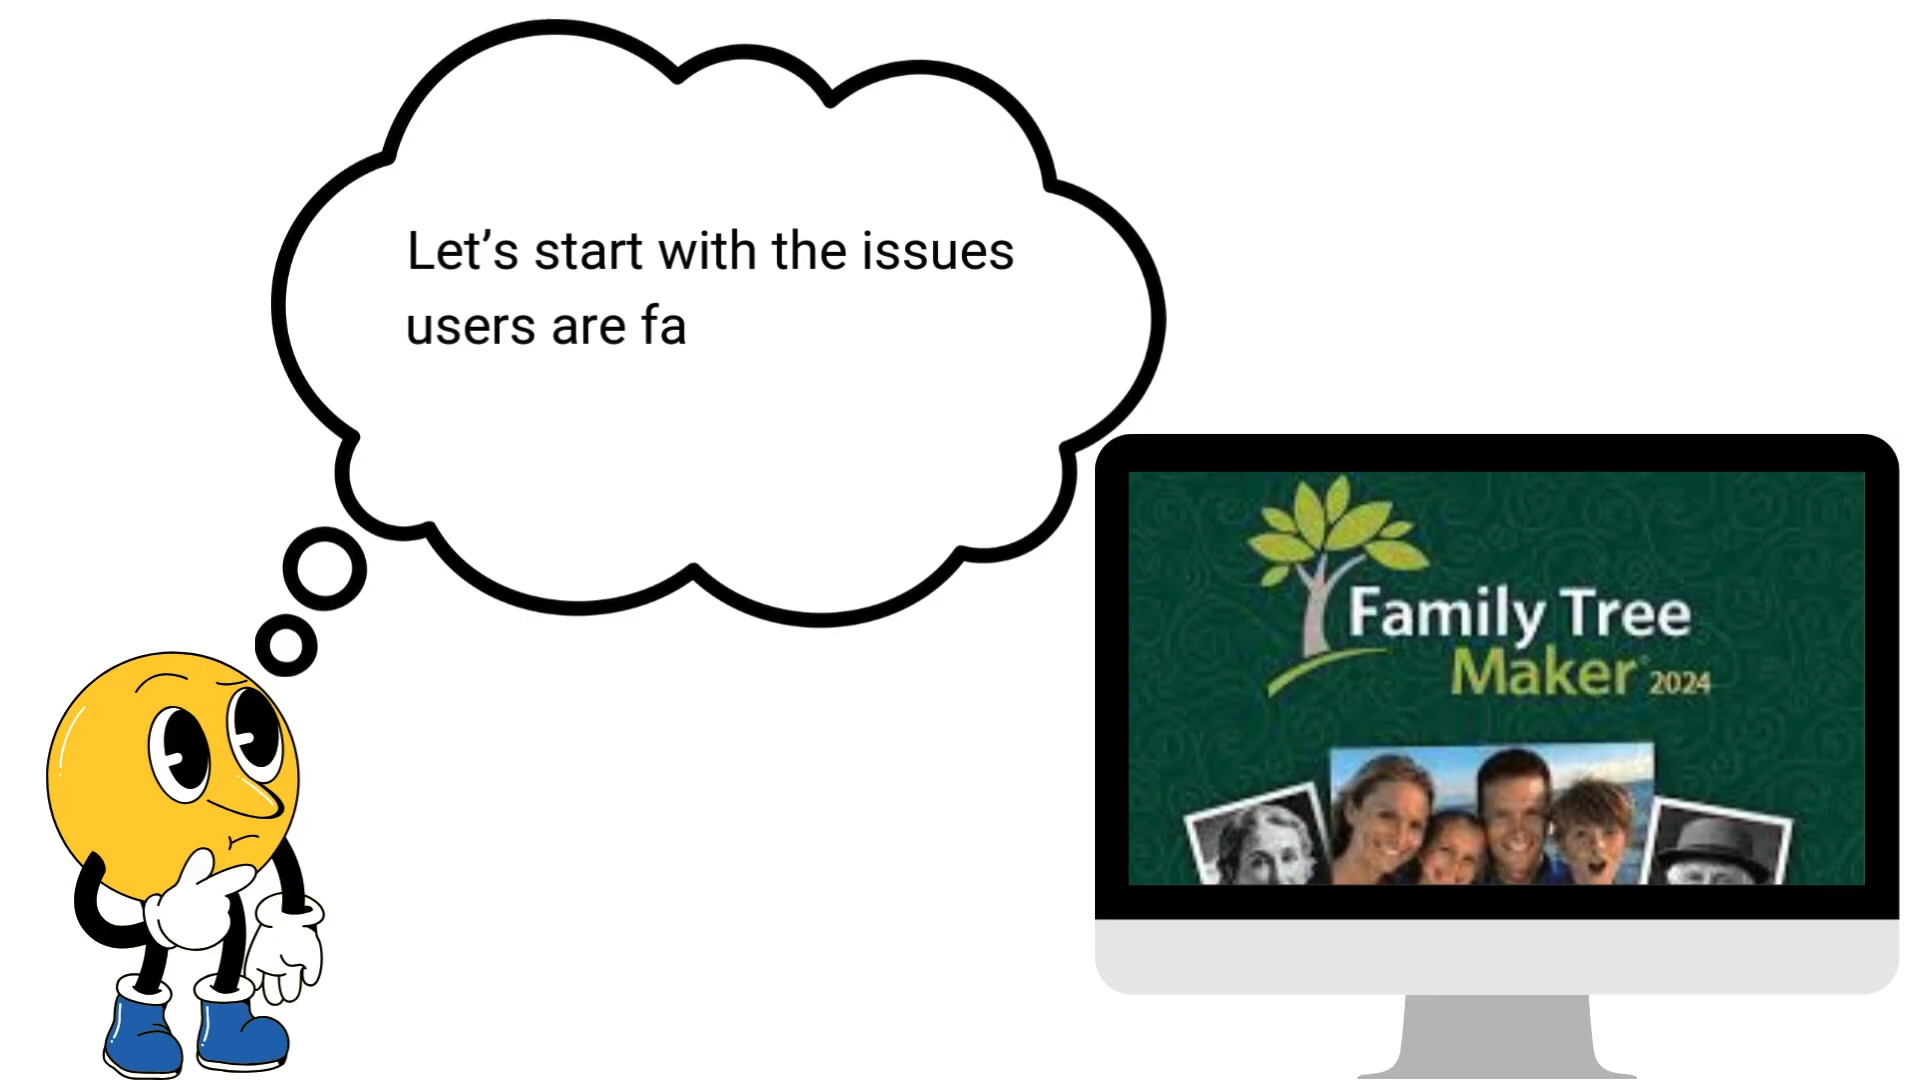 Let’s start with the issues
users are fa
Family Tree
Maker 2024